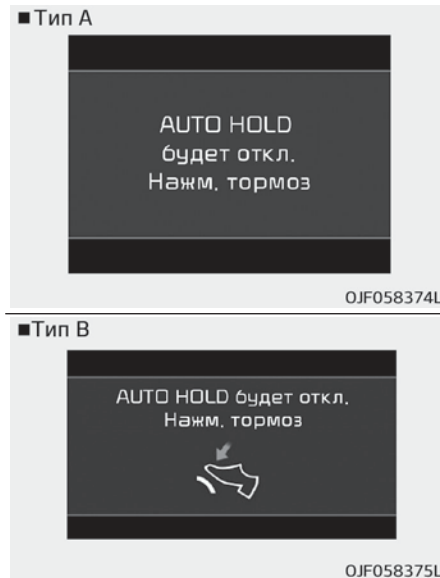 ■ Тип A
AUTO HOLD
будет откл.
Нажм. тормоз
OJF058374L
■Тип B
AUTO HOLD будет откл.
Нажм. тормоз
OJF058375L